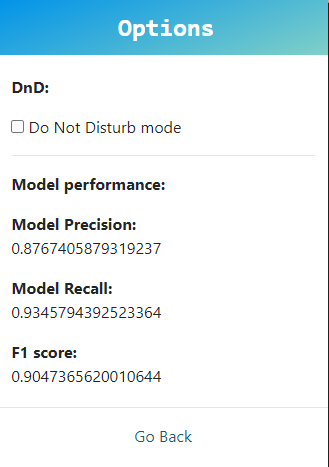 Options
DnD:
Do Not Disturb mode
Model performance:
Model Precision:
0.8767405879319237
Model Recall:
0.9345794392523364
F1 score:
0.9047365620010644
Go Back